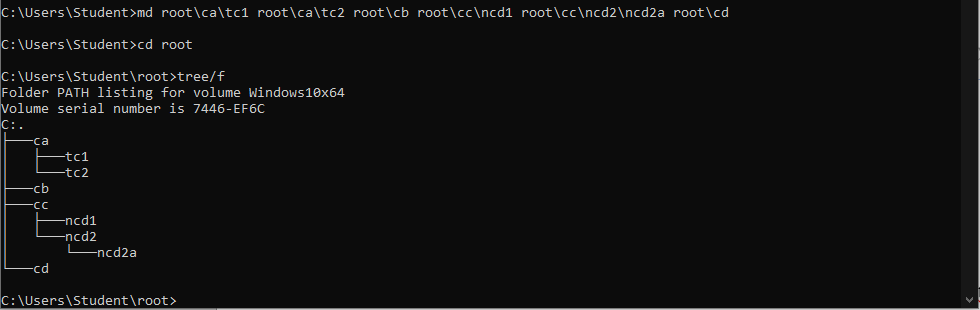 C:\Users\Student>md root\ca\tc1 root\ca\tc2 root\cb root\cc\ncd1 root\cc\ncd2\ncd2a root\cd
C:\Users\Student>cd root
C:\Users\Student\root>tree/f
Folder PATH listing for volume Windows10x64
Volume serial number is 7446-EF6C
C:.
├───ca
│   ├───tc1
│   └───tc2
├───cb
├───cc
│   ├───ncd1
│   └───ncd2
│       └───ncd2a
└───cd
C:\Users\Student\root>